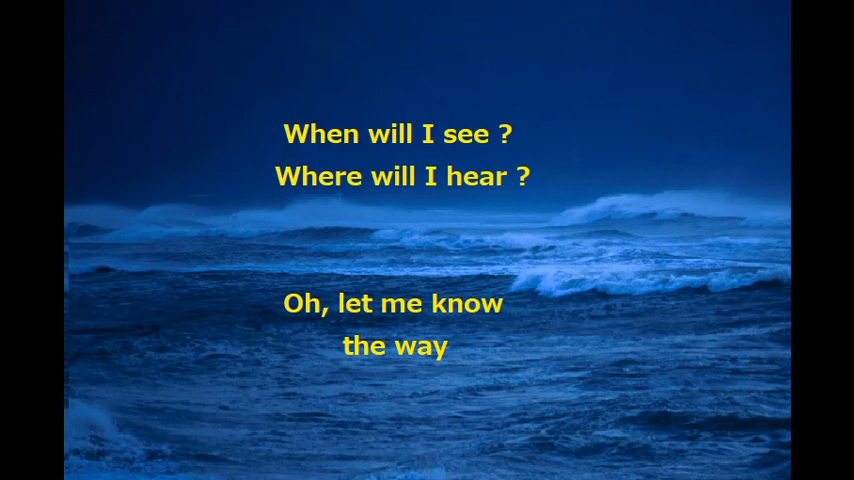 When will I see ?
Where will I hear ?
Oh, let me know
the way